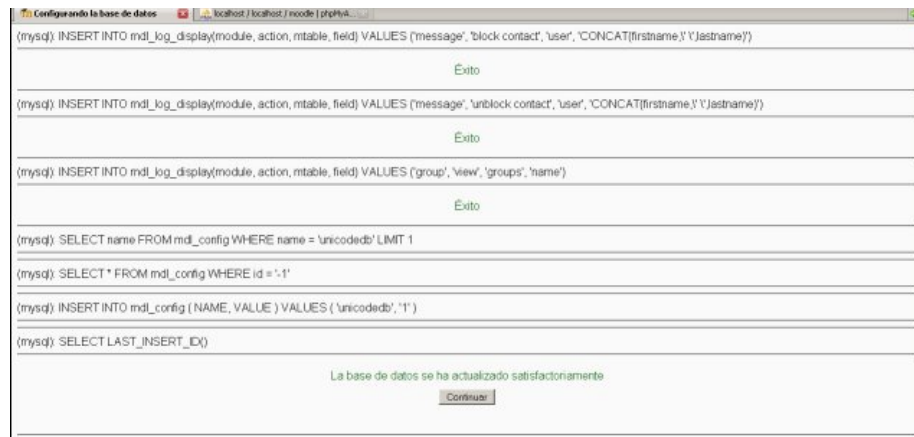 Configurando la base de datos localhost / localhost / moodle | phpMyA...
(mysql): INSERT INTO mdl_log_display(module, action, mtable, field) VALUES ('message', 'block contact', 'user', 'CONCAT(firstname,\' \',lastname)')
Éxito
(mysql): INSERT INTO mdl_log_display(module, action, mtable, field) VALUES ('message', 'unblock contact', 'user', 'CONCAT(firstname,\' \',lastname)')
Éxito
(mysql): INSERT INTO mdl_log_display(module, action, mtable, field) VALUES ('group', 'view', 'groups', 'name')
Éxito
(mysql): SELECT name FROM mdl_config WHERE name = 'unicodedb' LIMIT 1
(mysql): SELECT * FROM mdl_config WHERE id = '-1'
(mysql): INSERT INTO mdl_config ( NAME, VALUE ) VALUES ( 'unicodedb', '1' )
(mysql): SELECT LAST_INSERT_ID()
La base de datos se ha actualizado satisfactoriamente
Continuar